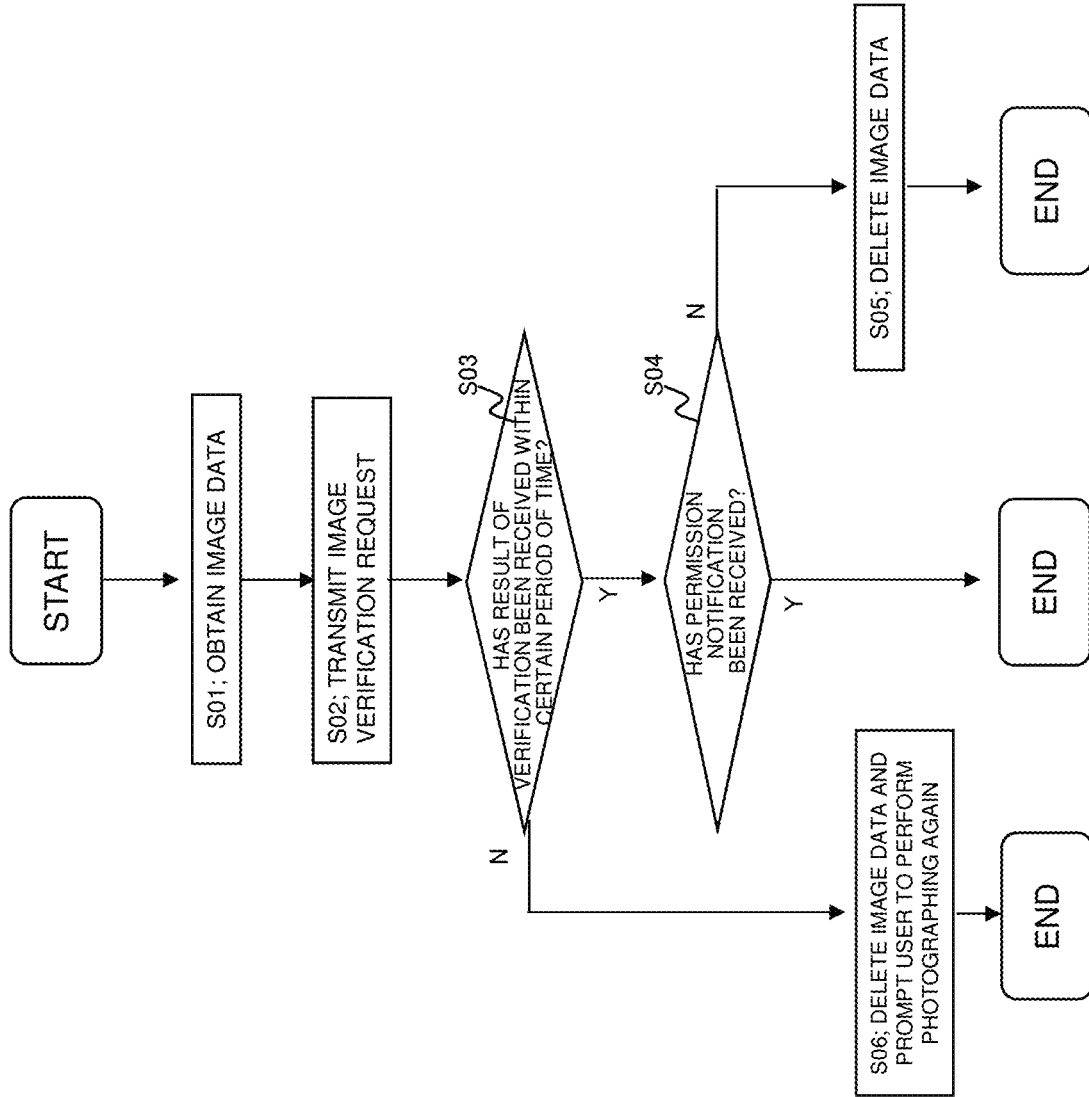 START
S01; OBTAIN IMAGE DATA
S02; TRANSMIT IMAGE
VERIFICATION REQUEST
S03
HAS RESULT OF
VERIFICATION BEEN RECEIVED WITHIN
CERTAIN PERIOD OF TIME?
N
Y
S04
HAS PERMISSION
NOTIFICATION
BEEN RECEIVED?
N
Y
S06; DELETE IMAGE DATA AND
PROMPT USER TO PERFORM
PHOTOGRAPHING AGAIN
S05; DELETE IMAGE DATA
END
END
END